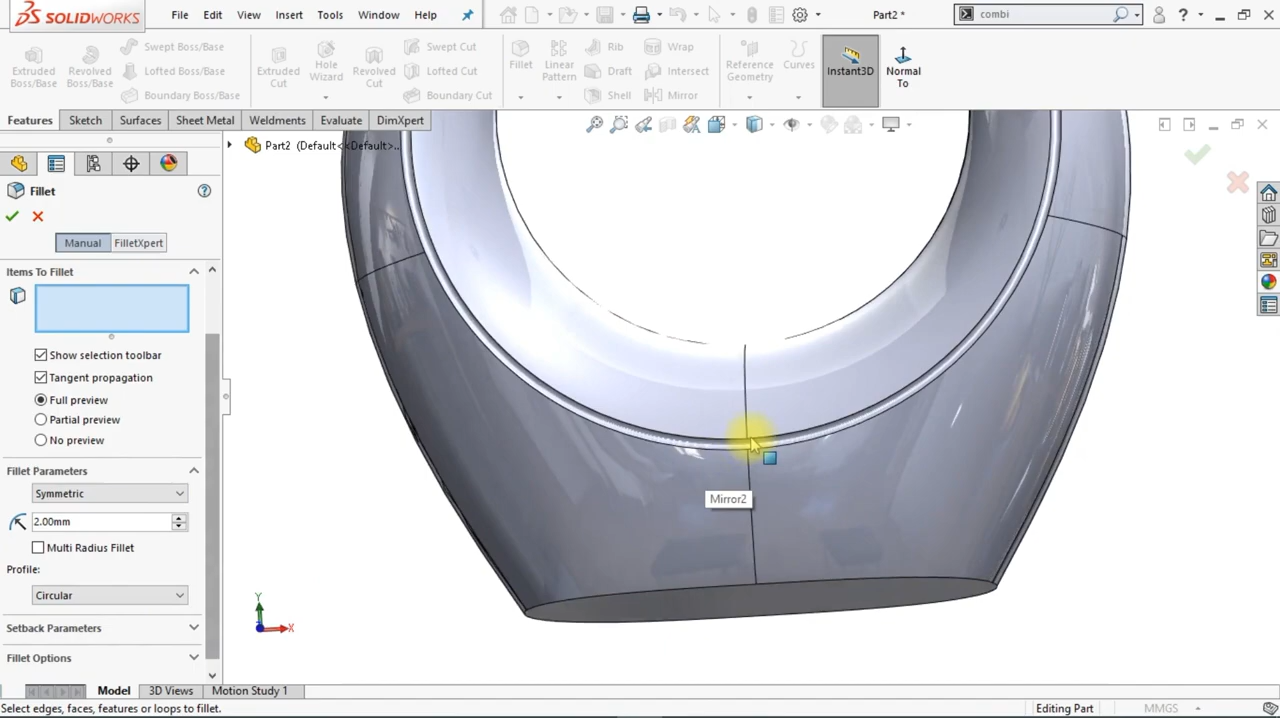 SOLIDWORKS
File Edit View Insert Tools Window Help
Part2 *
combi
Extruded Boss/Base
Revolved Boss/Base
Swept Boss/Base
Lofted Boss/Base
Boundary Boss/Base
Extruded Cut
Hole Wizard
Revolved Cut
Swept Cut
Lofted Cut
Boundary Cut
Fillet
Linear Pattern
Rib
Draft
Shell
Wrap
Intersect
Mirror
Reference Geometry
Curves
Instant3D
Normal To
Features Sketch Surfaces Sheet Metal Weldments Evaluate DimXpert
Part2 (Default<<Default>...
Fillet
Manual FilletXpert
Items To Fillet
Show selection toolbar
Tangent propagation
Full preview
Partial preview
No preview
Fillet Parameters
Symmetric
2.00mm
Multi Radius Fillet
Profile:
Circular
Setback Parameters
Fillet Options
Mirror2
Y
X
Model 3D Views Motion Study 1
Select edges, faces, features or loops to fillet.
Editing Part
MMGS